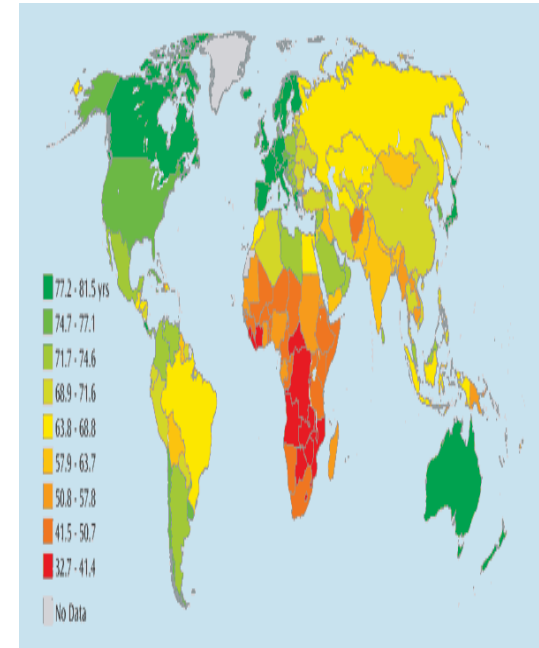 77.2 - 81.5 yrs
74.7 - 77.1
71.7 - 74.6
68.9 - 71.6
63.8 - 68.8
57.9 - 63.7
50.8 - 57.8
41.5 - 50.7
32.7 - 41.4
No Data